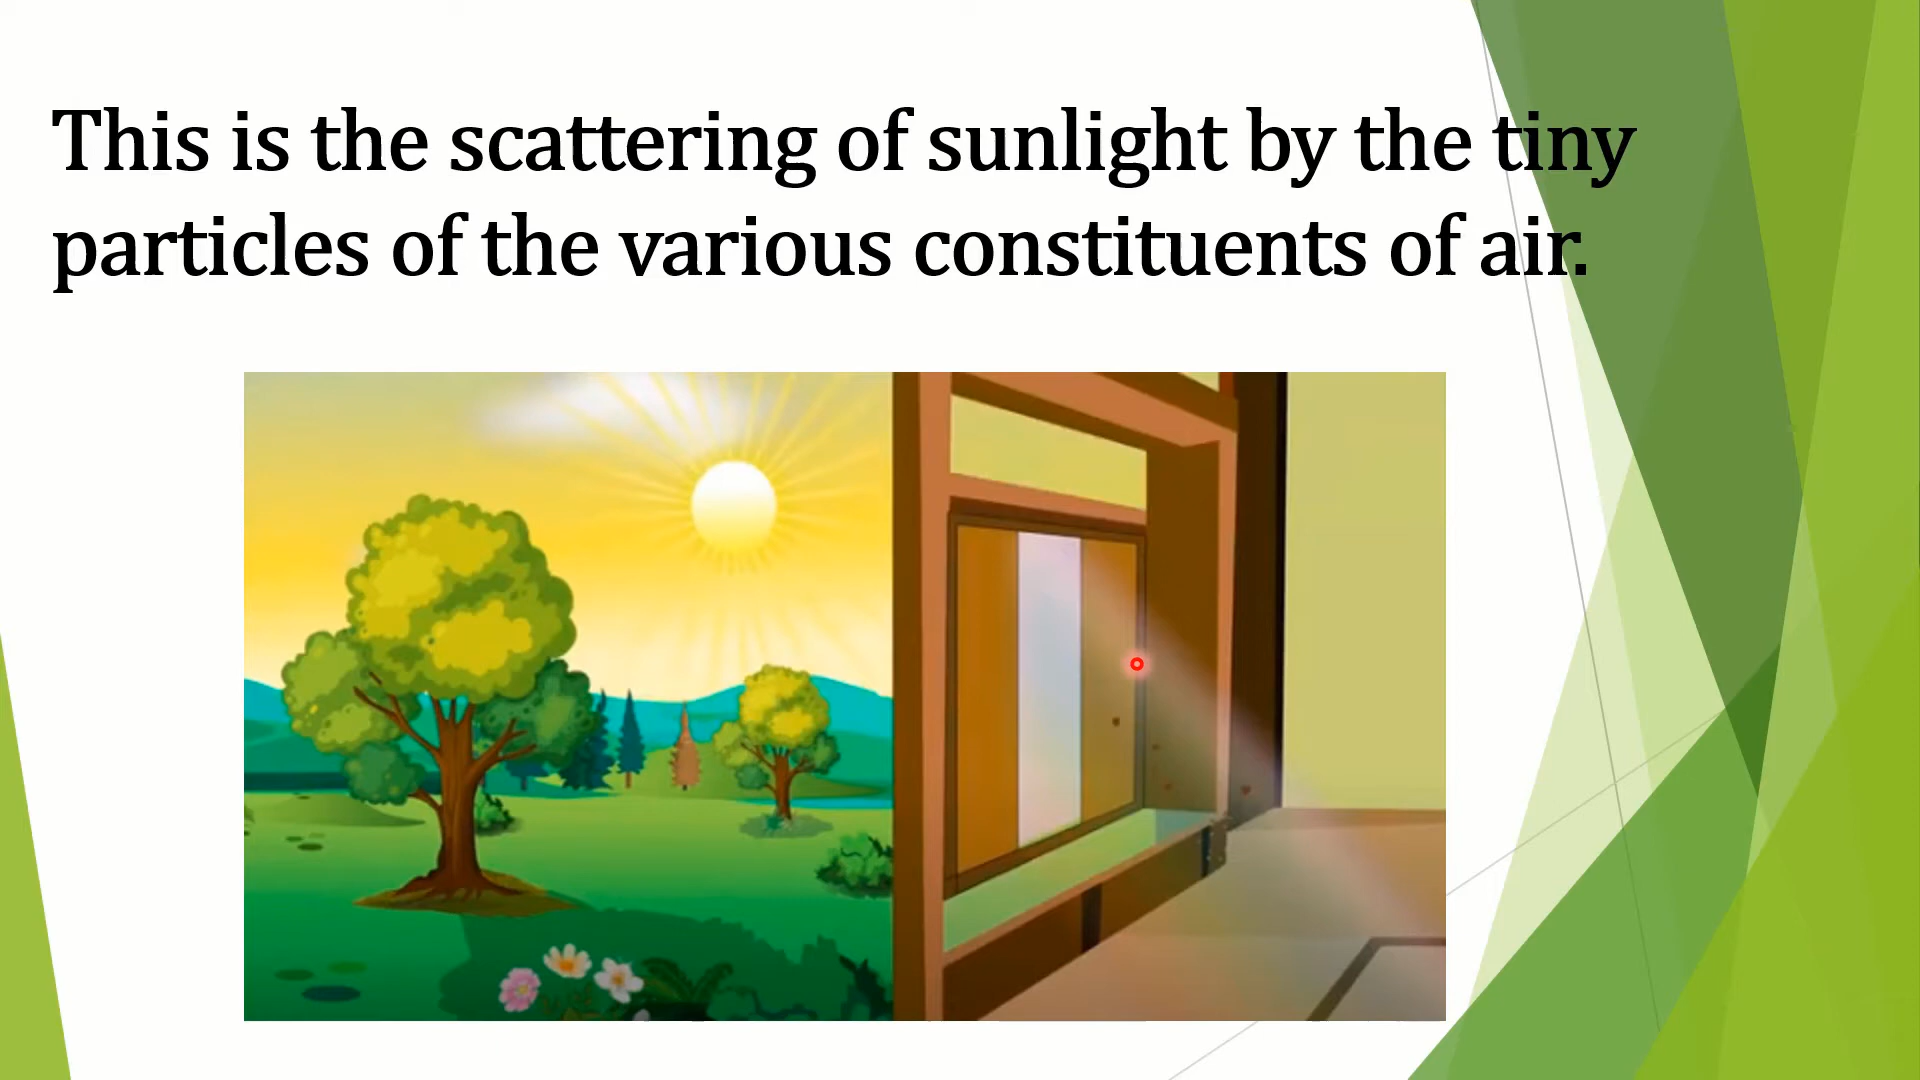 This is the scattering of sunlight by the tiny
particles of the various constituents of air.